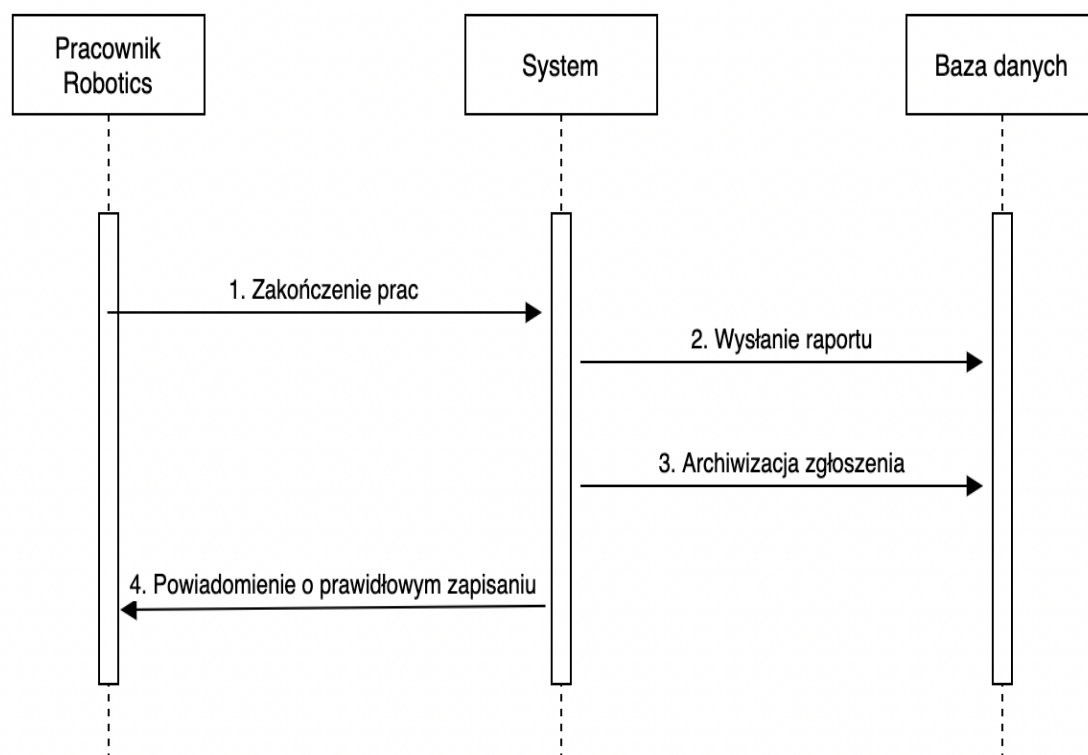 Pracownik
Robotics
System
Baza danych
1. Zakończenie prac
2. Wysłanie raportu
3. Archiwizacja zgłoszenia
4. Powiadomienie o prawidłowym zapisaniu